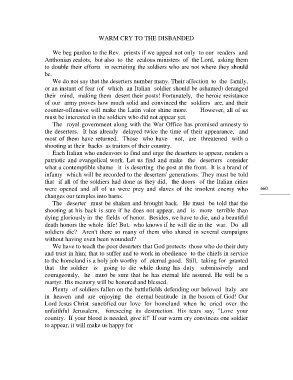 WARM CRY TO THE DISBANDED
We beg pardon to the Rev. priests if we appeal not only to our readers and
Anthonian zealots, but also to the zealous ministers of the Lord, asking them
to double their efforts in recruiting the soldiers who are not where they should
be.
We do not say that the deserters number many. Their affection to the family,
or an instant of fear (of which an Italian soldier should be ashamed) deranged
their mind, making them desert their posts! Fortunately, the heroic resistance
of our army proves how much solid and convinced the soldiers are, and their
counter-offensive will make the Latin valor shine more. However, all of us
must be interested in the soldiers who did not appear yet.
The royal government along with the War Office has promised amnesty to
the deserters. It has already delayed twice the time of their appearance, and
most of them have returned. Those who have not, are threatened with a
shooting at their backs as traitors of their country.
Each Italian who endeavors to find and urge the deserters to appear, renders a
patriotic and evangelical work. Let us find and make the deserters consider
what a contemptible shame it is deserting the post at the front. It is a brand of
infamy which will be recorded to the deserters' generations. They must be told
that if all of the soldiers had done as they did, the doors of the Italian cities
were opened and all of us were prey and slaves of the insolent enemy who
changes our temples into barns.
660
The deserter must be shaken and brought back. He must be told that the
shooting at his back is sure if he does not appear, and is more terrible than
dying gloriously in the fields of honor. Besides, we have to die, and a beautiful
death honors the whole life! But, who knows if he will die in the war. Do all
soldiers die? Aren't there so many of them who shared in several campaigns
without having even been wounded?
We have to teach the poor deserters that God protects those who do their duty
and trust in him; that to suffer and to work in obedience to the chiefs in service
to the homeland is a holy job worthy of eternal good. Still, taking for granted
that the soldier is going to die while doing his duty submissively and
courageously, he must be sure that he has eternal life assured. He will be a
martyr. His memory will be honored and blessed.
Plenty of soldiers fallen on the battlefields defending our beloved Italy are
in heaven and are enjoying the eternal beatitude in the bosom of God! Our
Lord Jesus Christ sanctified our love for homeland when he cried over the
unfaithful Jerusalem, foreseeing its destruction. His tears say, "Love your
country. If your blood is needed, give it!" If our warm cry convinces one soldier
to appear, it will make us happy for